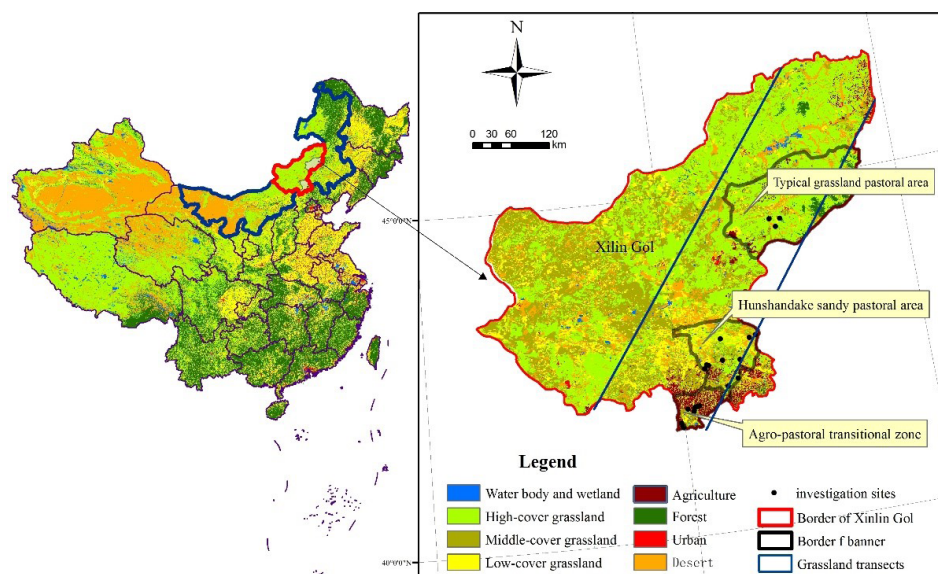 N
0 30 60 120
km
Typical grassland pastoral area
45°0'0"N
Xilin Gol
Hunshandake sandy pastoral area
Agro-pastoral transitional zone
Legend
Water body and wetland
High-cover grassland
Middle-cover grassland
Low-cover grassland
Agriculture
Forest
Urban
Desert
investigation sites
Border of Xinlin Gol
Border f banner
Grassland transects
40°0'0"N